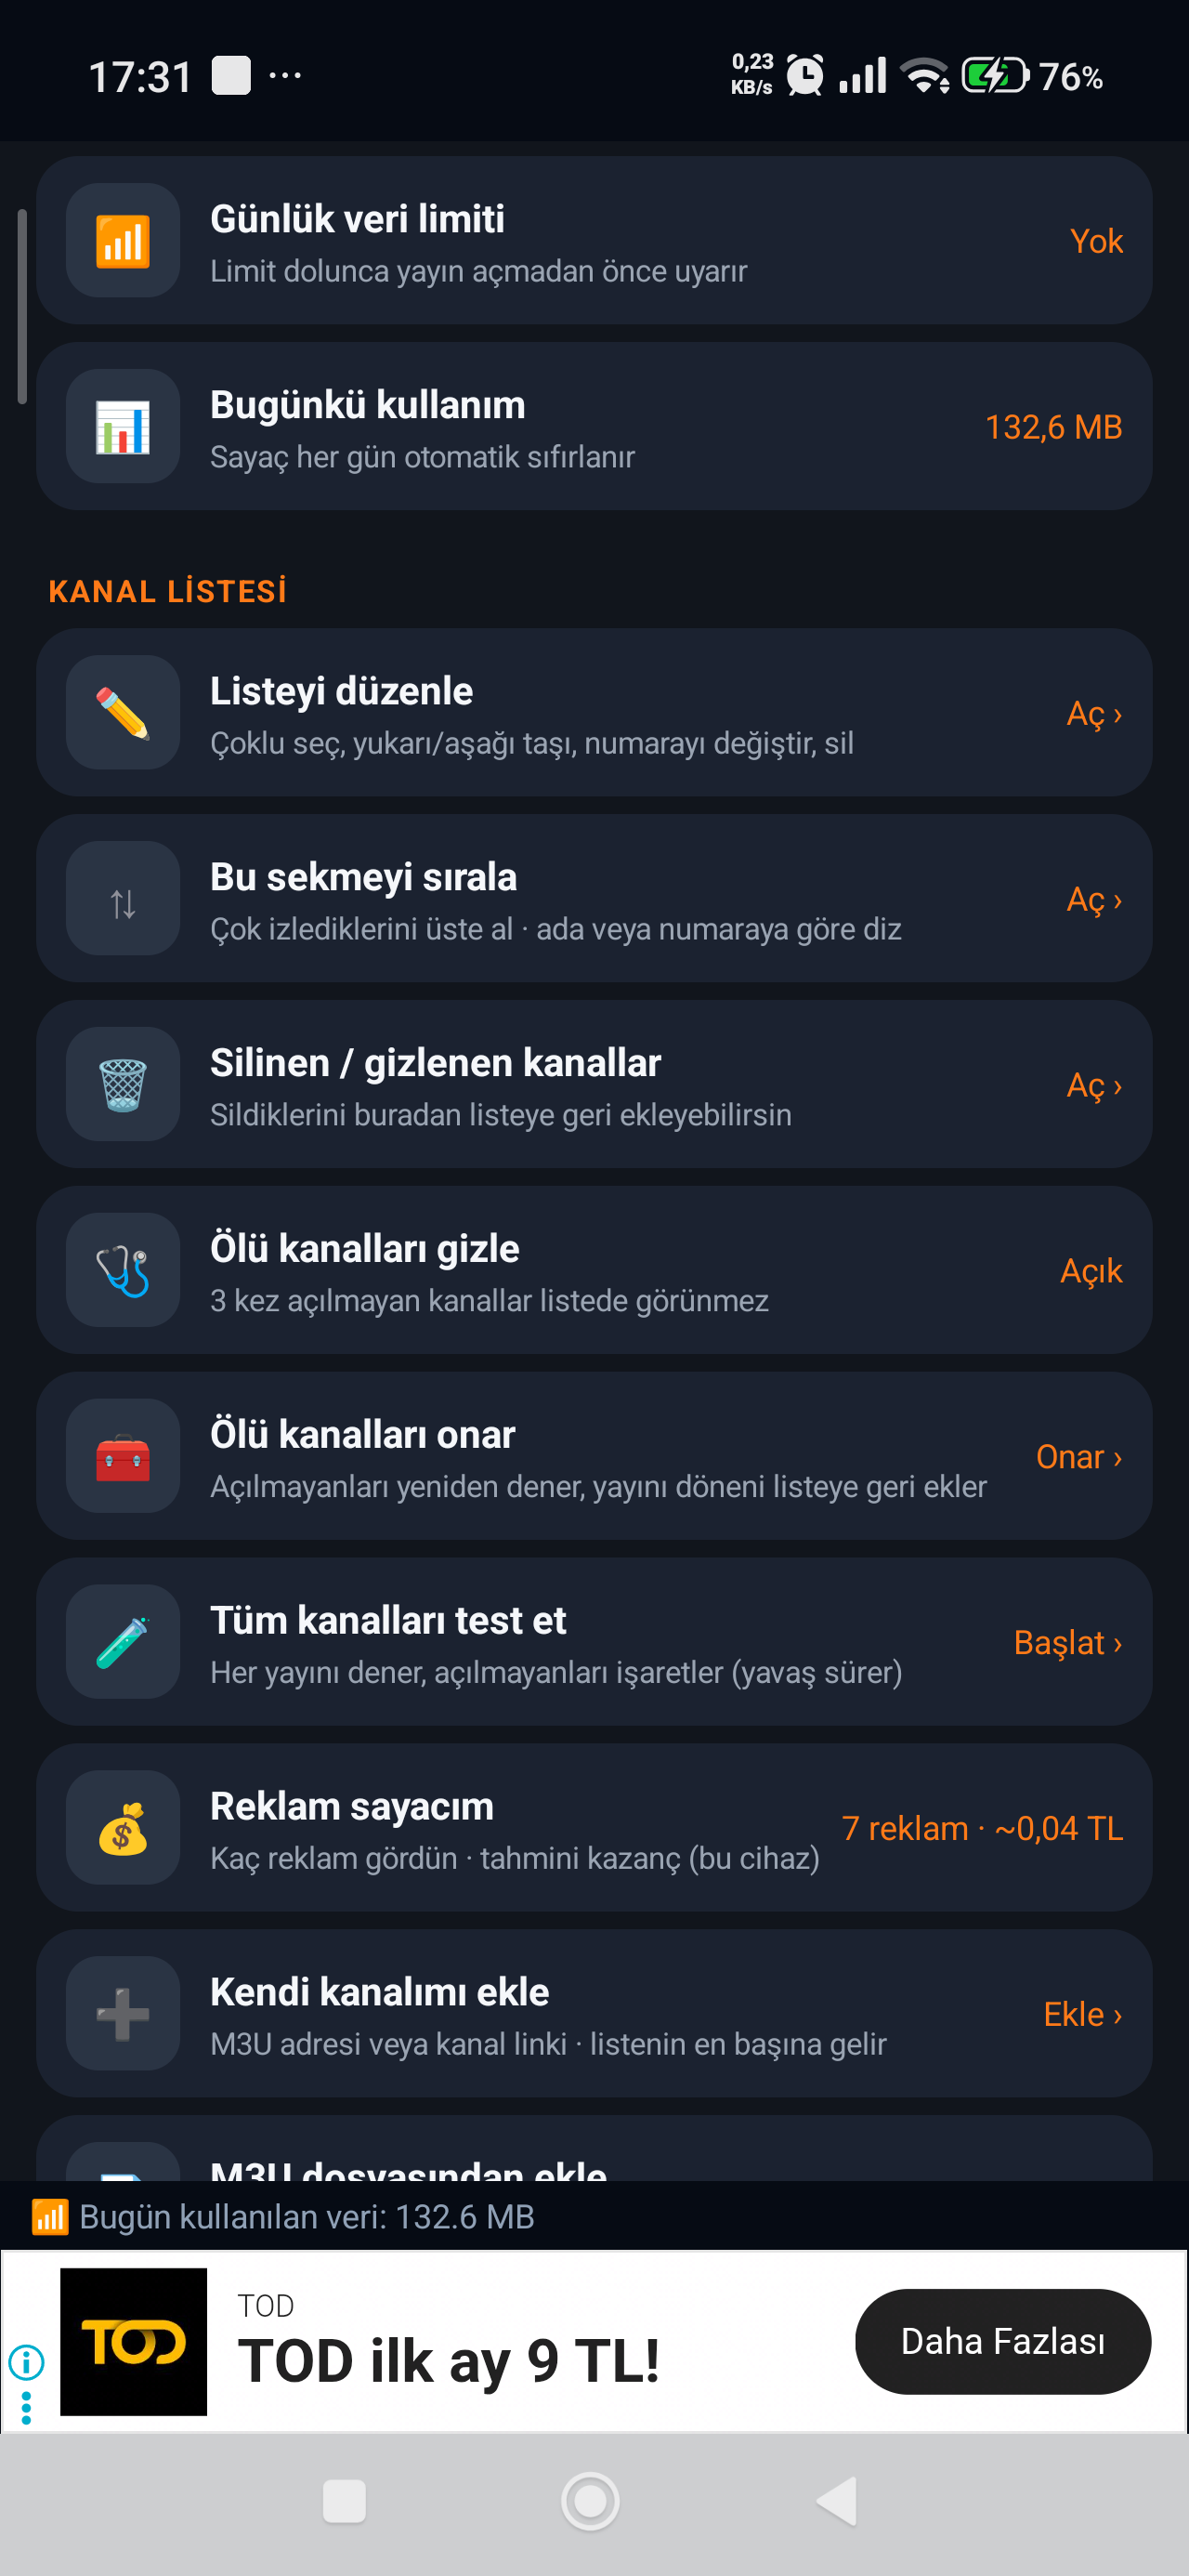 17:31
0,23
KB/s
76%
Günlük veri limiti
Limit dolunca yayın açmadan önce uyarır
Yok
Bugünkü kullanım
Sayaç her gün otomatik sıfırlanır
132,6 MB
KANAL LİSTESİ
Listeyi düzenle
Çoklu seç, yukarı/aşağı taşı, numarayı değiştir, sil
Aç ›
Bu sekmeyi sırala
Çok izlediklerini üste al · ada veya numaraya göre diz
Aç ›
Silinen / gizlenen kanallar
Sildiklerini buradan listeye geri ekleyebilirsin
Aç ›
Ölü kanalları gizle
3 kez açılmayan kanallar listede görünmez
Açık
Ölü kanalları onar
Açılmayanları yeniden dener, yayını döneni listeye geri ekler
Onar ›
Tüm kanalları test et
Her yayını dener, açılmayanları işaretler (yavaş sürer)
Başlat ›
Reklam sayacım
Kaç reklam gördün · tahmini kazanç (bu cihaz)
7 reklam · ~0,04 TL
Kendi kanalımı ekle
M3U adresi veya kanal linki · listenin en başına gelir
Ekle ›
M3U dosyasından ekle
Bugün kullanılan veri: 132.6 MB
TOD
TOD
TOD ilk ay 9 TL!
Daha Fazlası